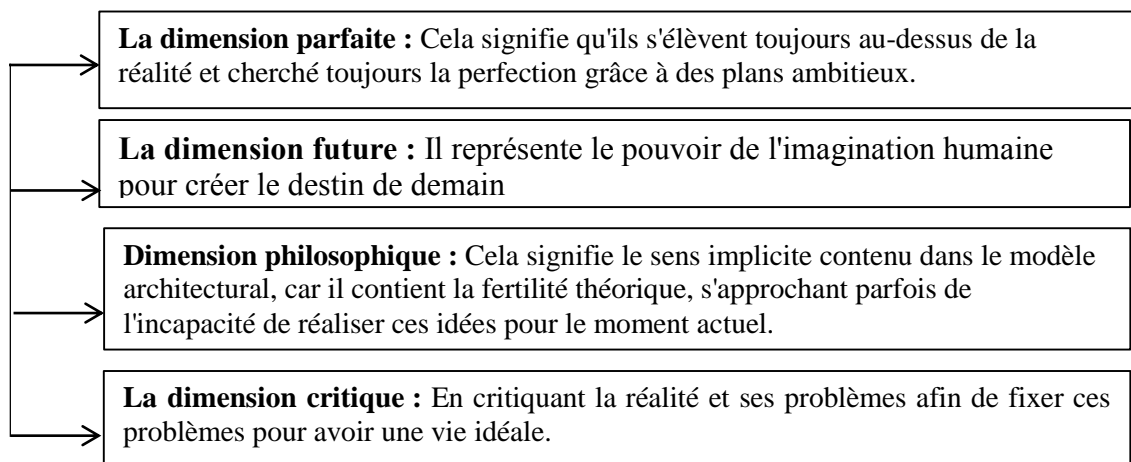 La dimension parfaite : Cela signifie qu'ils s'élèvent toujours au-dessus de la
réalité et cherché toujours la perfection grâce à des plans ambitieux.
La dimension future : Il représente le pouvoir de l'imagination humaine
pour créer le destin de demain
Dimension philosophique : Cela signifie le sens implicite contenu dans le modèle
architectural, car il contient la fertilité théorique, s'approchant parfois de
l'incapacité de réaliser ces idées pour le moment actuel.
La dimension critique : En critiquant la réalité et ses problèmes afin de fixer ces
problèmes pour avoir une vie idéale.